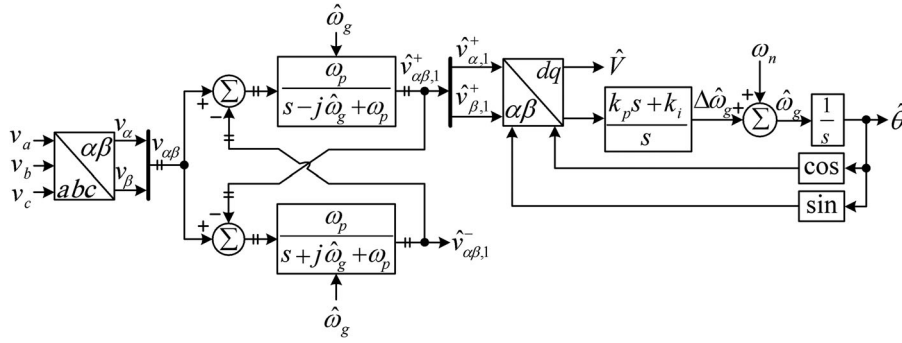 v_a
v_b
v_c
αβ
abc
v_α
v_β
v_αβ
+
−
Σ
+
−
Σ
ω̂_g
ω_p
s − jω̂_g + ω_p
v̂⁺_αβ,1
ω_p
s + jω̂_g + ω_p
v̂⁻_αβ,1
ω̂_g
v̂⁺_α,1
v̂⁺_β,1
dq
αβ
V̂
k_p s + k_i
s
Δω̂_g
ω_n
+
+
Σ
ω̂_g
1
s
θ̂
cos
sin